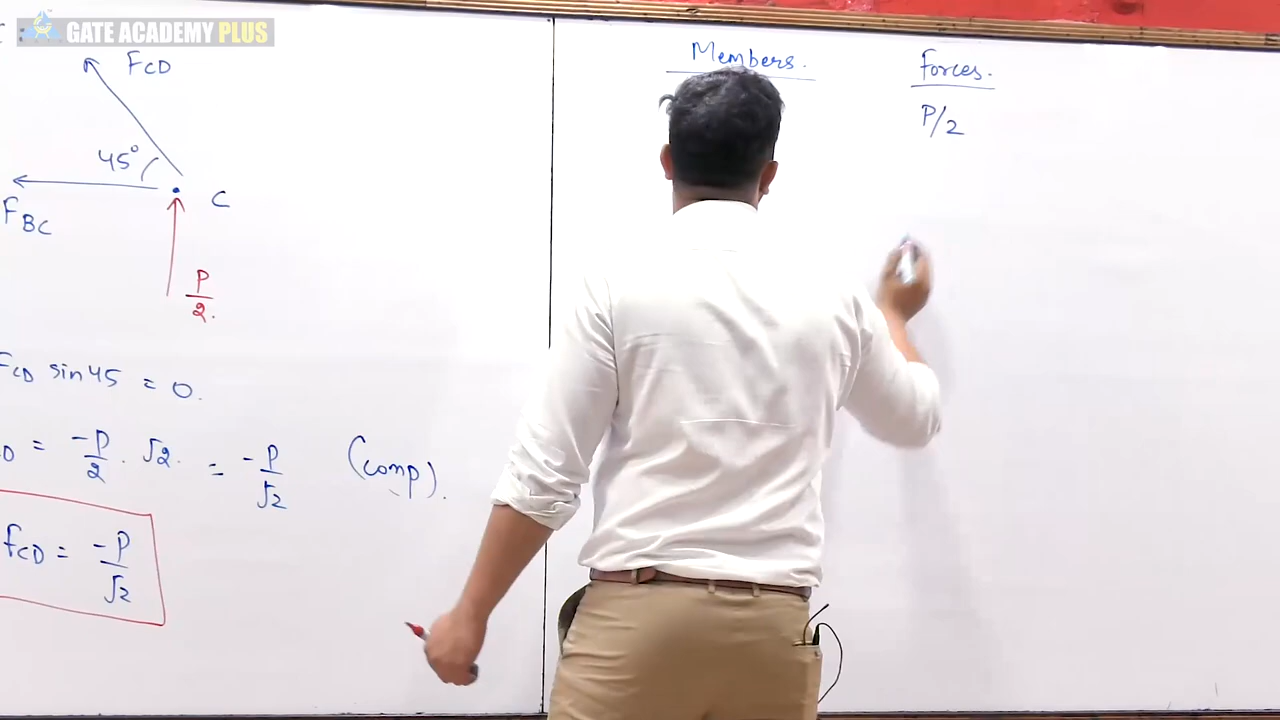 GATE ACADEMY PLUS
FCD
45°
C
FBC
P/2.
FCD sin45 = 0.
= -P/2 . √2. = -P/√2 (comp).
FCD = -P/√2
Members.
Forces.
P/2